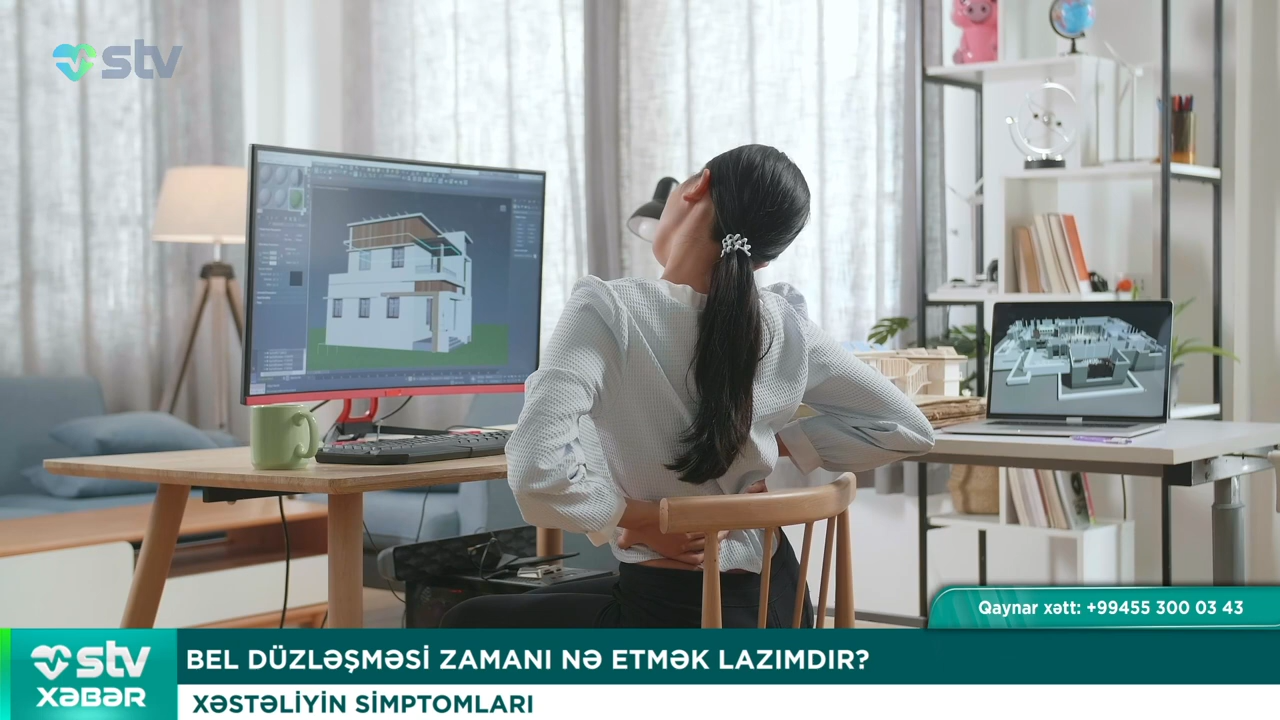 stv
Qaynar xətt: +99455 300 03 43
stv
XƏBƏR
BEL DÜZLƏŞMƏSİ ZAMANI NƏ ETMƏK LAZIMDIR?
XƏSTƏLİYİN SİMPTOMLARI